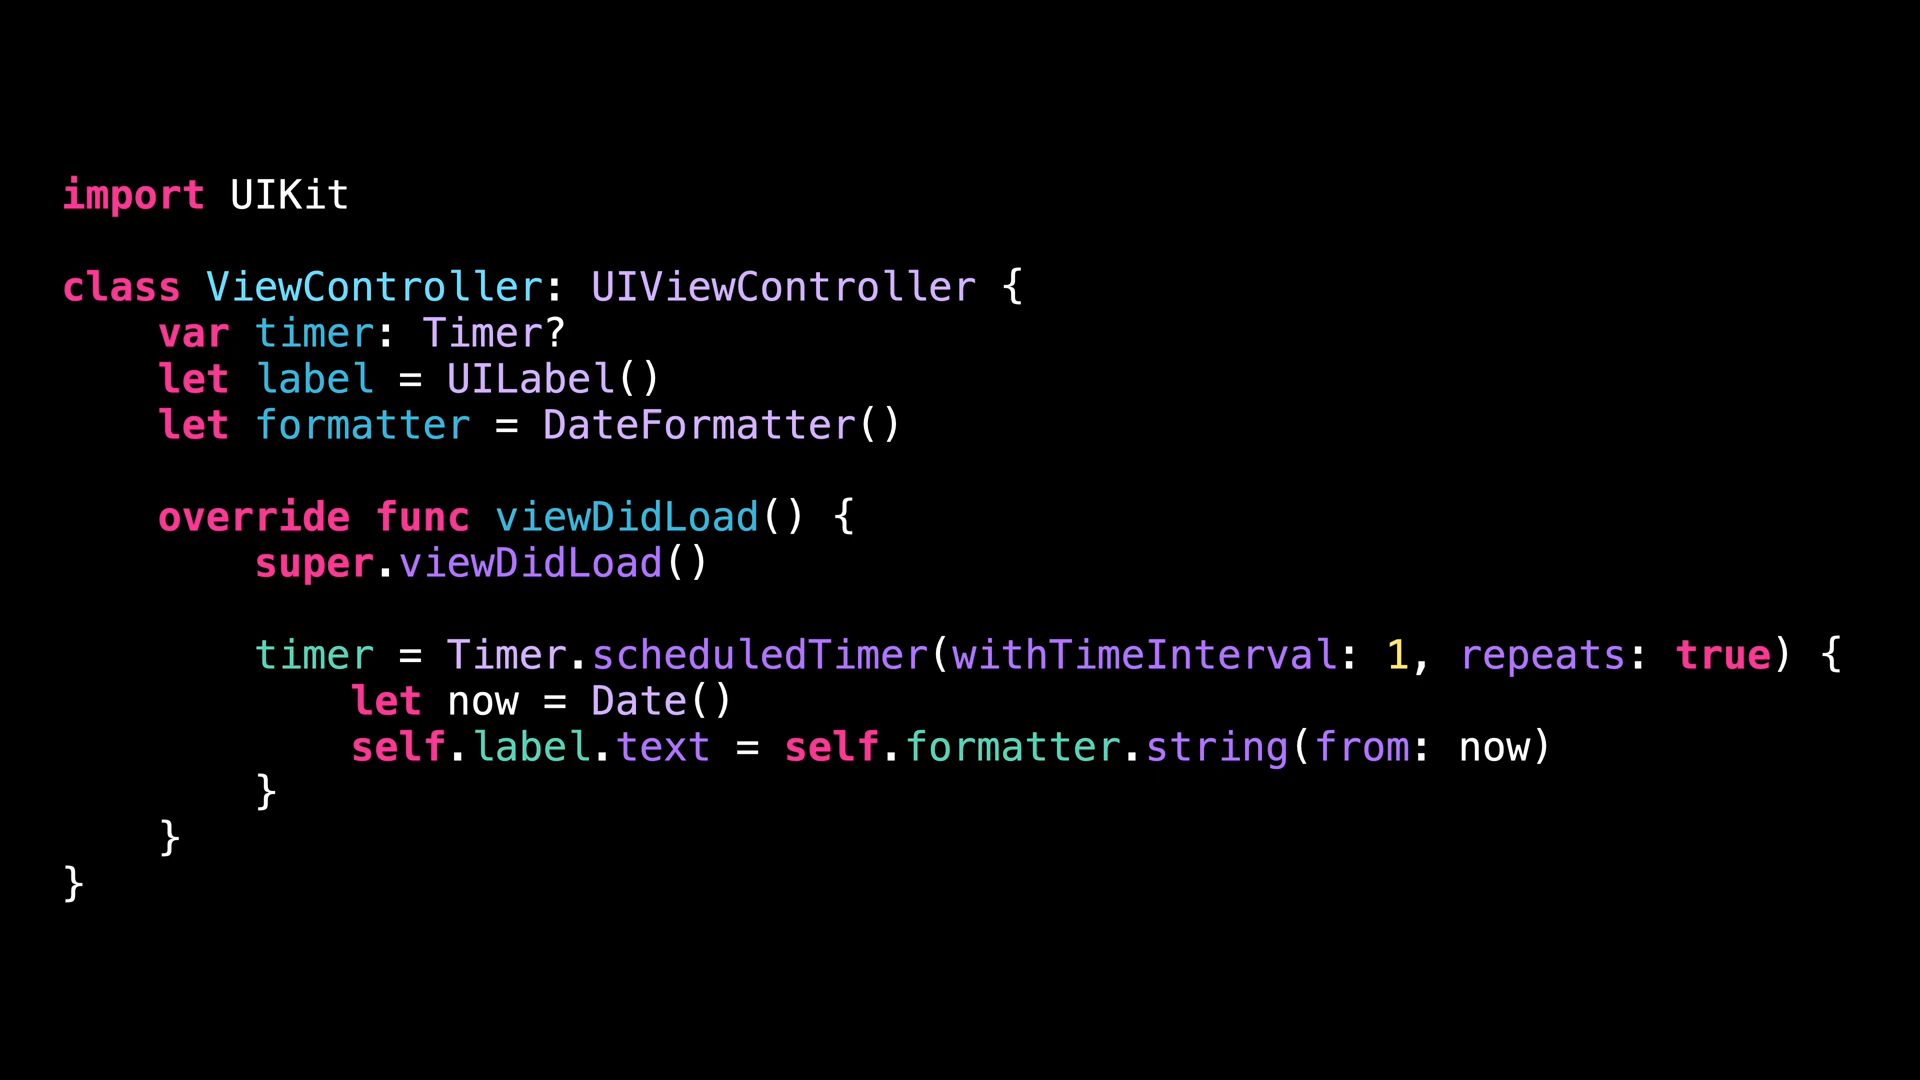 import UIKit

class ViewController: UIViewController {
    var timer: Timer?
    let label = UILabel()
    let formatter = DateFormatter()

    override func viewDidLoad() {
        super.viewDidLoad()

        timer = Timer.scheduledTimer(withTimeInterval: 1, repeats: true) {
            let now = Date()
            self.label.text = self.formatter.string(from: now)
        }
    }
}